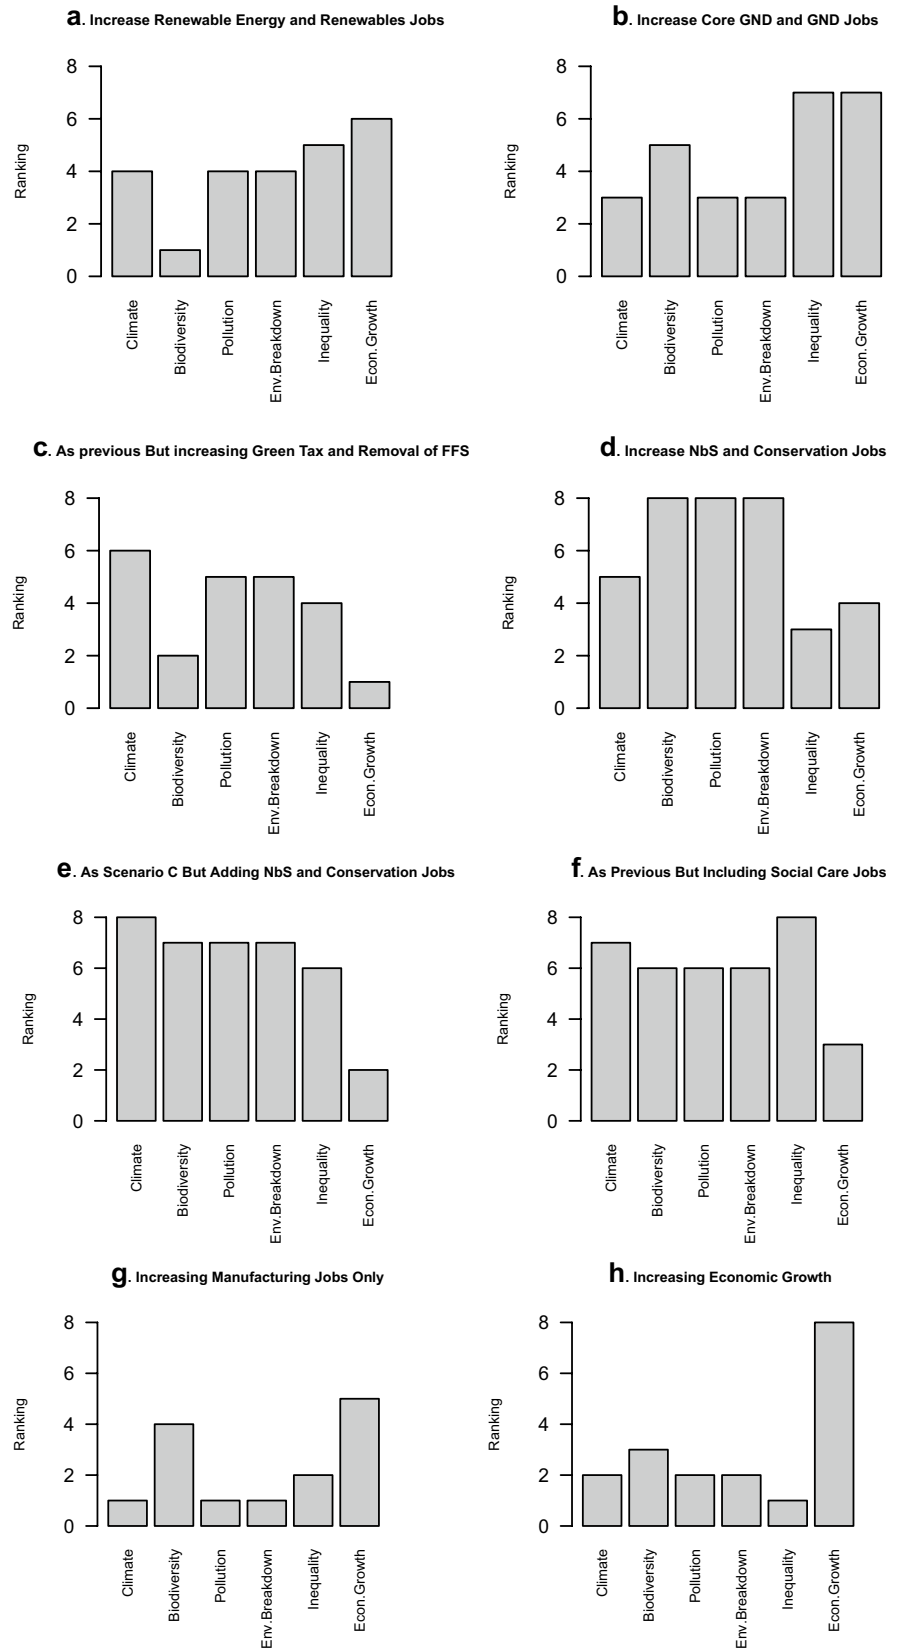 a. Increase Renewable Energy and Renewables Jobs
8
6
4
2
0
Ranking
Climate
Biodiversity
Pollution
Env.Breakdown
Inequality
Econ.Growth
b. Increase Core GND and GND Jobs
8
6
4
2
0
Ranking
Climate
Biodiversity
Pollution
Env.Breakdown
Inequality
Econ.Growth
c. As previous But increasing Green Tax and Removal of FFS
8
6
4
2
0
Ranking
Climate
Biodiversity
Pollution
Env.Breakdown
Inequality
Econ.Growth
d. Increase NbS and Conservation Jobs
8
6
4
2
0
Ranking
Climate
Biodiversity
Pollution
Env.Breakdown
Inequality
Econ.Growth
e. As Scenario C But Adding NbS and Conservation Jobs
8
6
4
2
0
Ranking
Climate
Biodiversity
Pollution
Env.Breakdown
Inequality
Econ.Growth
f. As Previous But Including Social Care Jobs
8
6
4
2
0
Ranking
Climate
Biodiversity
Pollution
Env.Breakdown
Inequality
Econ.Growth
g. Increasing Manufacturing Jobs Only
8
6
4
2
0
Ranking
Climate
Biodiversity
Pollution
Env.Breakdown
Inequality
Econ.Growth
h. Increasing Economic Growth
8
6
4
2
0
Ranking
Climate
Biodiversity
Pollution
Env.Breakdown
Inequality
Econ.Growth